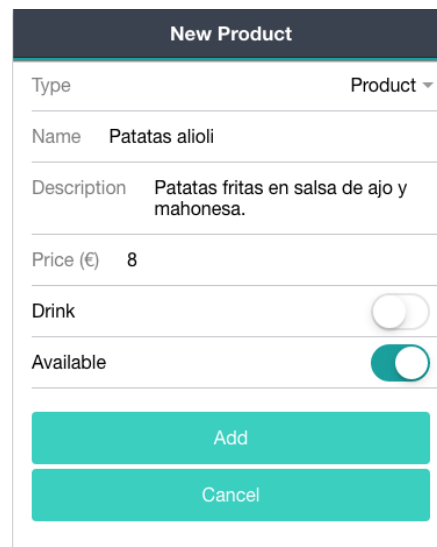 New Product
Type Product
Name Patatas alioli
Description Patatas fritas en salsa de ajo y
mahonesa.
Price (€) 8
Drink
Available
Add
Cancel